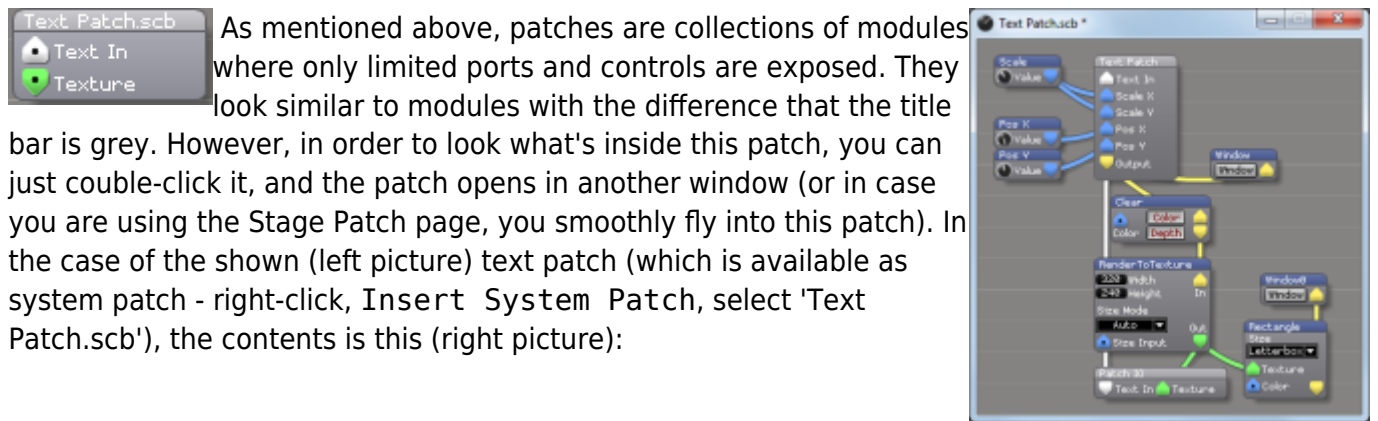 Text Patch.scb
Text In
Texture
As mentioned above, patches are collections of modules
where only limited ports and controls are exposed. They
look similar to modules with the difference that the title
bar is grey. However, in order to look what's inside this patch, you can
just couble-click it, and the patch opens in another window (or in case
you are using the Stage Patch page, you smoothly fly into this patch). In
the case of the shown (left picture) text patch (which is available as
system patch - right-click, Insert System Patch, select 'Text
Patch.scb'), the contents is this (right picture):
Text Patch.scb *
Scale
Value
Pos X
Value
Pos Y
Value
Text Patch
Text In
Scale X
Scale Y
Pos X
Pos Y
Output
Window
Window
Clear
Color
Color Depth
RenderToTexture
320 Width
240 Height In
Size Mode
Auto Out
Size Input
Window
Rectangle
Size
Letterbox
Texture
Color
Text In Texture